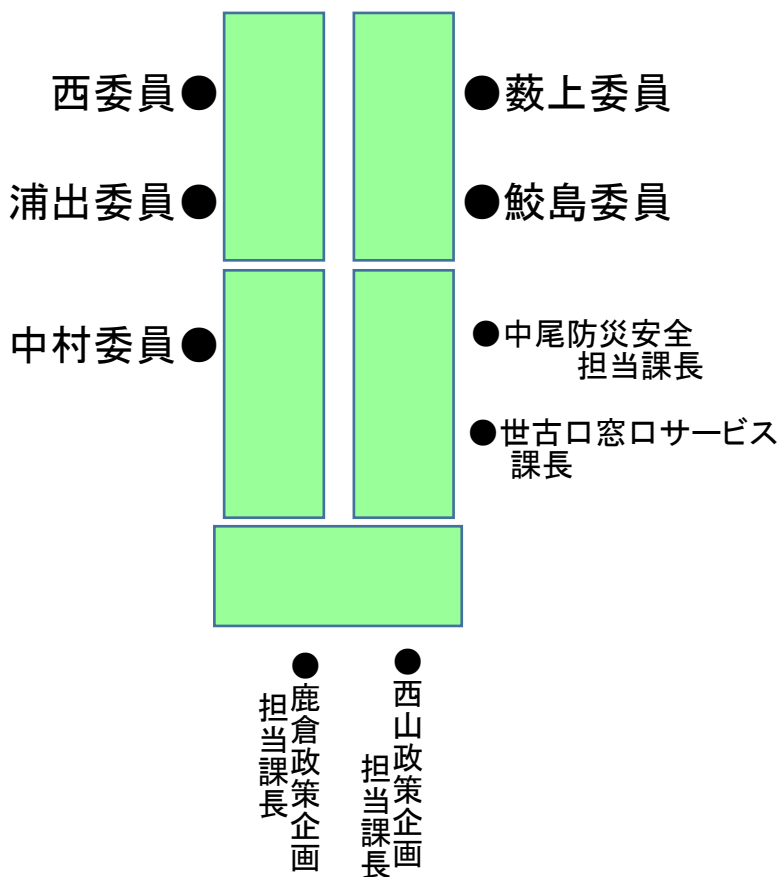 西委員●
●薮上委員
浦出委員●
●鮫島委員
中村委員●
●中尾防災安全
担当課長
●世古口窓口サービス
課長
●鹿倉政策企画
担当課長
●西山政策企画
担当課長